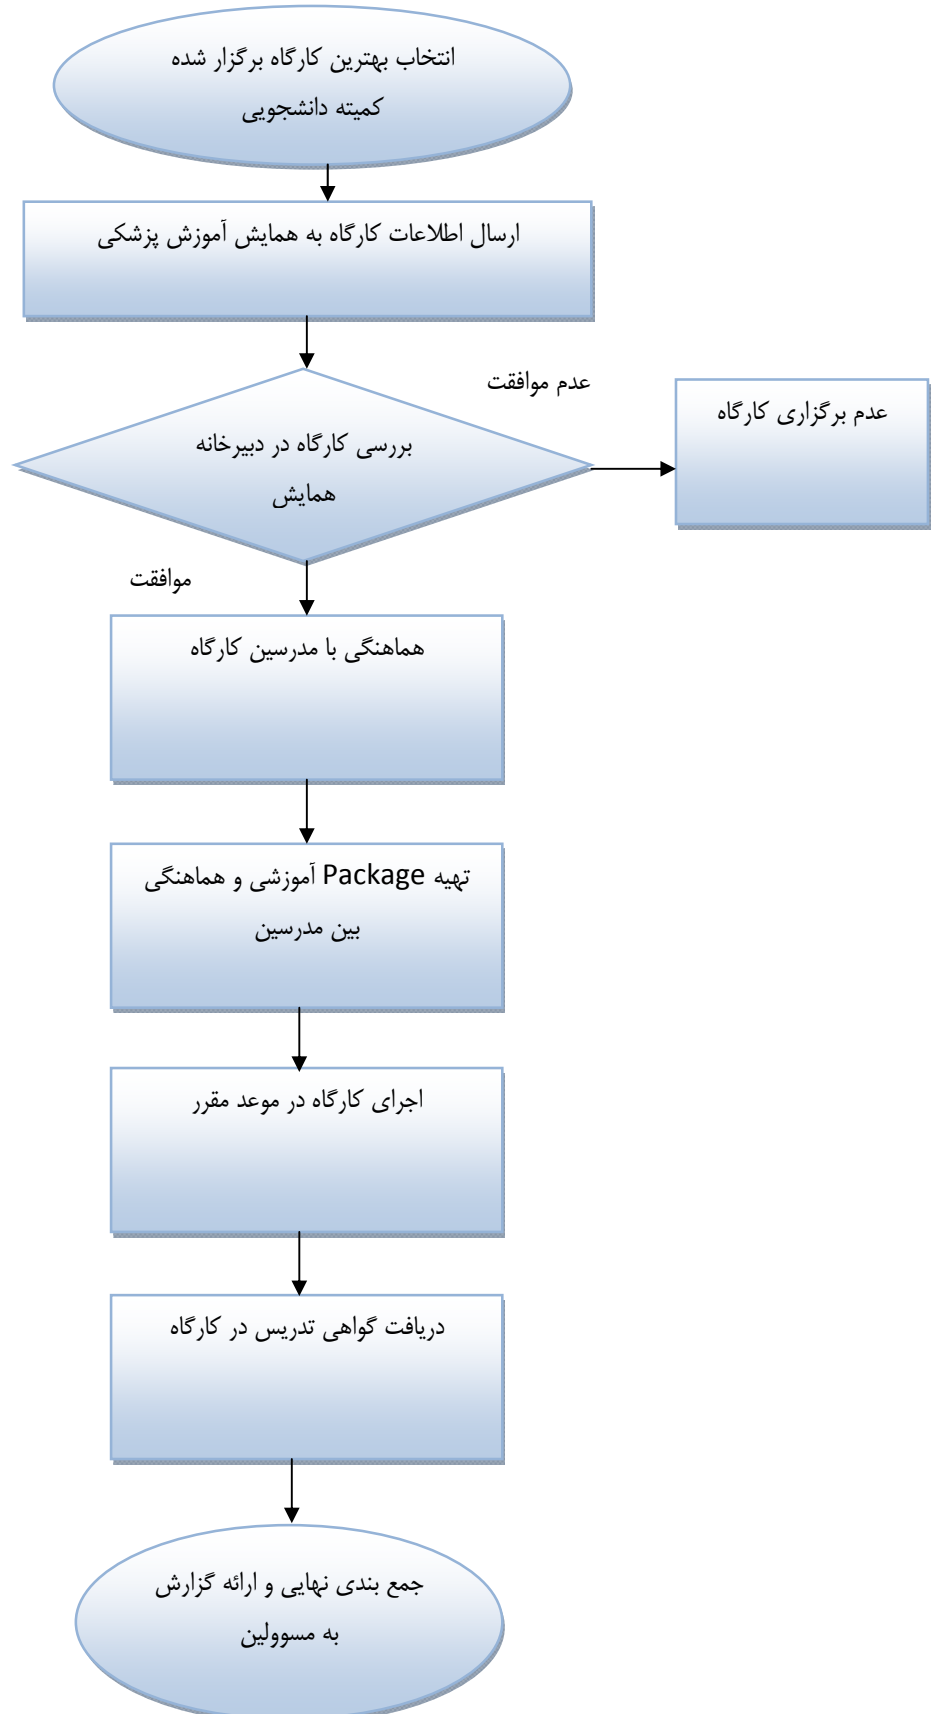 انتخاب بهترین کارگاه برگزار شده
کمیته دانشجویی
ارسال اطلاعات کارگاه به همایش آموزش پزشکی
عدم موافقت
عدم برگزاری کارگاه
بررسی کارگاه در دبیرخانه
همایش
موافقت
هماهنگی با مدرسین کارگاه
تهیه Package آموزشی و هماهنگی
بین مدرسین
اجرای کارگاه در موعد مقرر
دریافت گواهی تدریس در کارگاه
جمع بندی نهایی و ارائه گزارش
به مسوولین